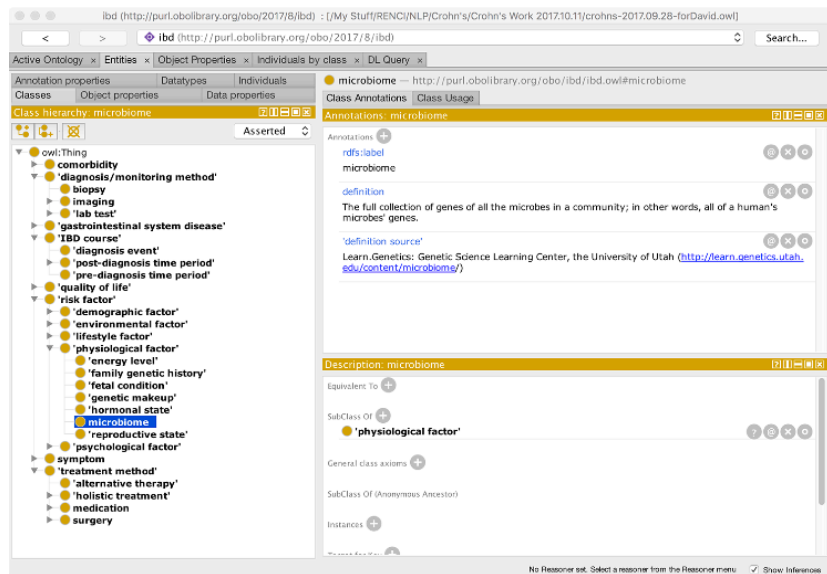 ibd (http://purl.obolibrary.org/obo/2017/8/ibd) : [/My Stuff/RENCI/NLP/Crohn's/Crohn's Work 2017.10.11/crohns-2017.09.28-forDavid.owl]
< > ibd (http://purl.obolibrary.org/obo/2017/8/ibd) Search...
Active Ontology × Entities × Object Properties × Individuals by class × DL Query ×
Annotation properties Datatypes Individuals
Classes Object properties Data properties
Class hierarchy: microbiome
Asserted
owl:Thing
comorbidity
'diagnosis/monitoring method'
biopsy
imaging
'lab test'
'gastrointestinal system disease'
'IBD course'
'diagnosis event'
'post-diagnosis time period'
'pre-diagnosis time period'
'quality of life'
'risk factor'
'demographic factor'
'environmental factor'
'lifestyle factor'
'physiological factor'
'energy level'
'family genetic history'
'fetal condition'
'genetic makeup'
'hormonal state'
microbiome
'reproductive state'
'psychological factor'
symptom
'treatment method'
'alternative therapy'
'holistic treatment'
medication
surgery
microbiome — http://purl.obolibrary.org/obo/ibd/ibd.owl#microbiome
Class Annotations Class Usage
Annotations: microbiome
Annotations
rdfs:label
microbiome
definition
The full collection of genes of all the microbes in a community; in other words, all of a human's
microbes' genes.
'definition source'
Learn.Genetics: Genetic Science Learning Center, the University of Utah (http://learn.genetics.utah.
edu/content/microbiome/)
Description: microbiome
Equivalent To
SubClass Of
'physiological factor'
General class axioms
SubClass Of (Anonymous Ancestor)
Instances
No Reasoner set. Select a reasoner from the Reasoner menu Show Inferences